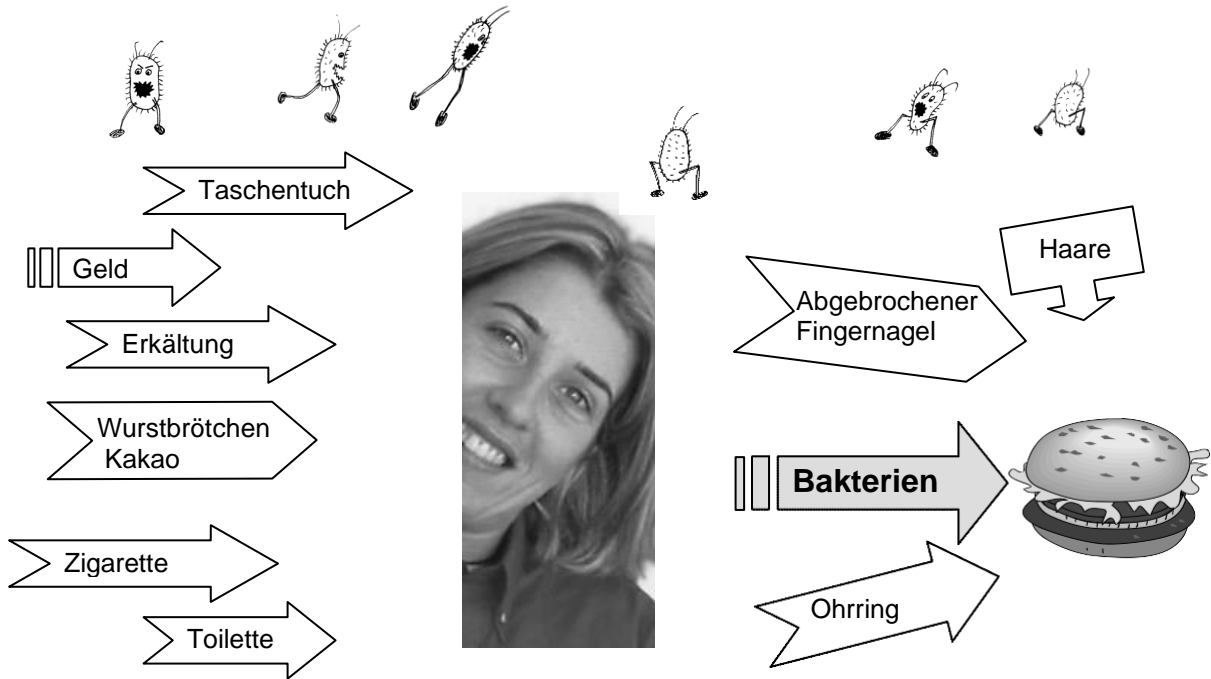 Taschentuch
Geld
Erkältung
Wurstbrötchen
Kakao
Zigarette
Toilette
Haare
Abgebrochener
Fingernagel
Bakterien
Ohrring